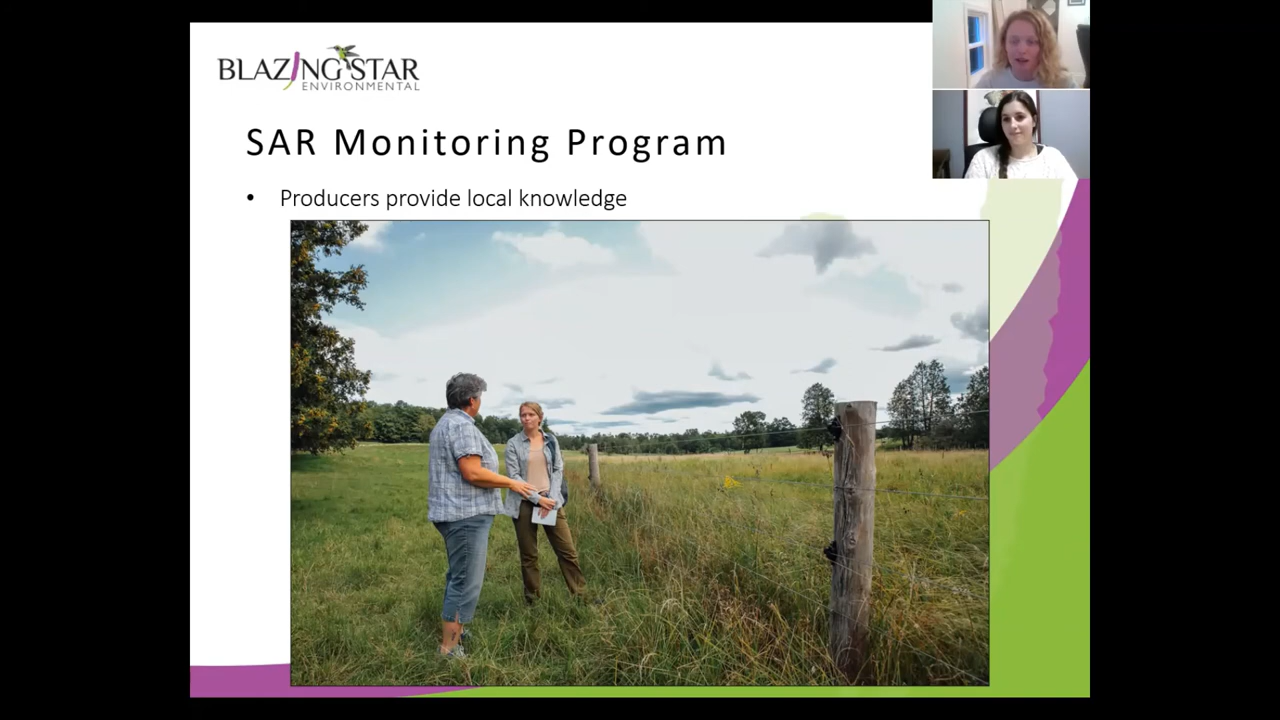 BLAZING STAR
ENVIRONMENTAL
SAR Monitoring Program
• Producers provide local knowledge